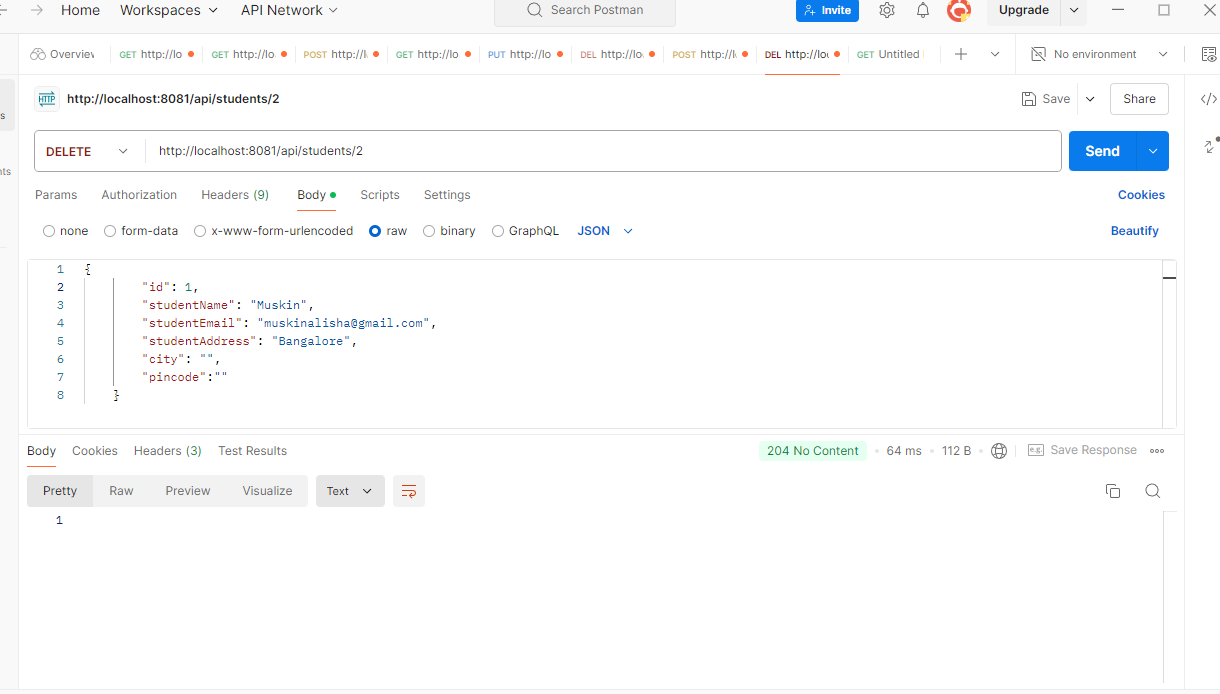 Home Workspaces API Network Search Postman Invite Upgrade
Overview GET http://lo GET http://lo POST http://l GET http://lo PUT http://lo DEL http://lo POST http://l DEL http://lo GET Untitled No environment
HTTP http://localhost:8081/api/students/2 Save Share
DELETE http://localhost:8081/api/students/2 Send
Params Authorization Headers (9) Body Scripts Settings Cookies
none form-data x-www-form-urlencoded raw binary GraphQL JSON Beautify
1 {
2 "id": 1,
3 "studentName": "Muskin",
4 "studentEmail": "muskinalisha@gmail.com",
5 "studentAddress": "Bangalore",
6 "city": "",
7 "pincode":""
8 }
Body Cookies Headers (3) Test Results 204 No Content 64 ms 112 B e.g. Save Response
Pretty Raw Preview Visualize Text
1